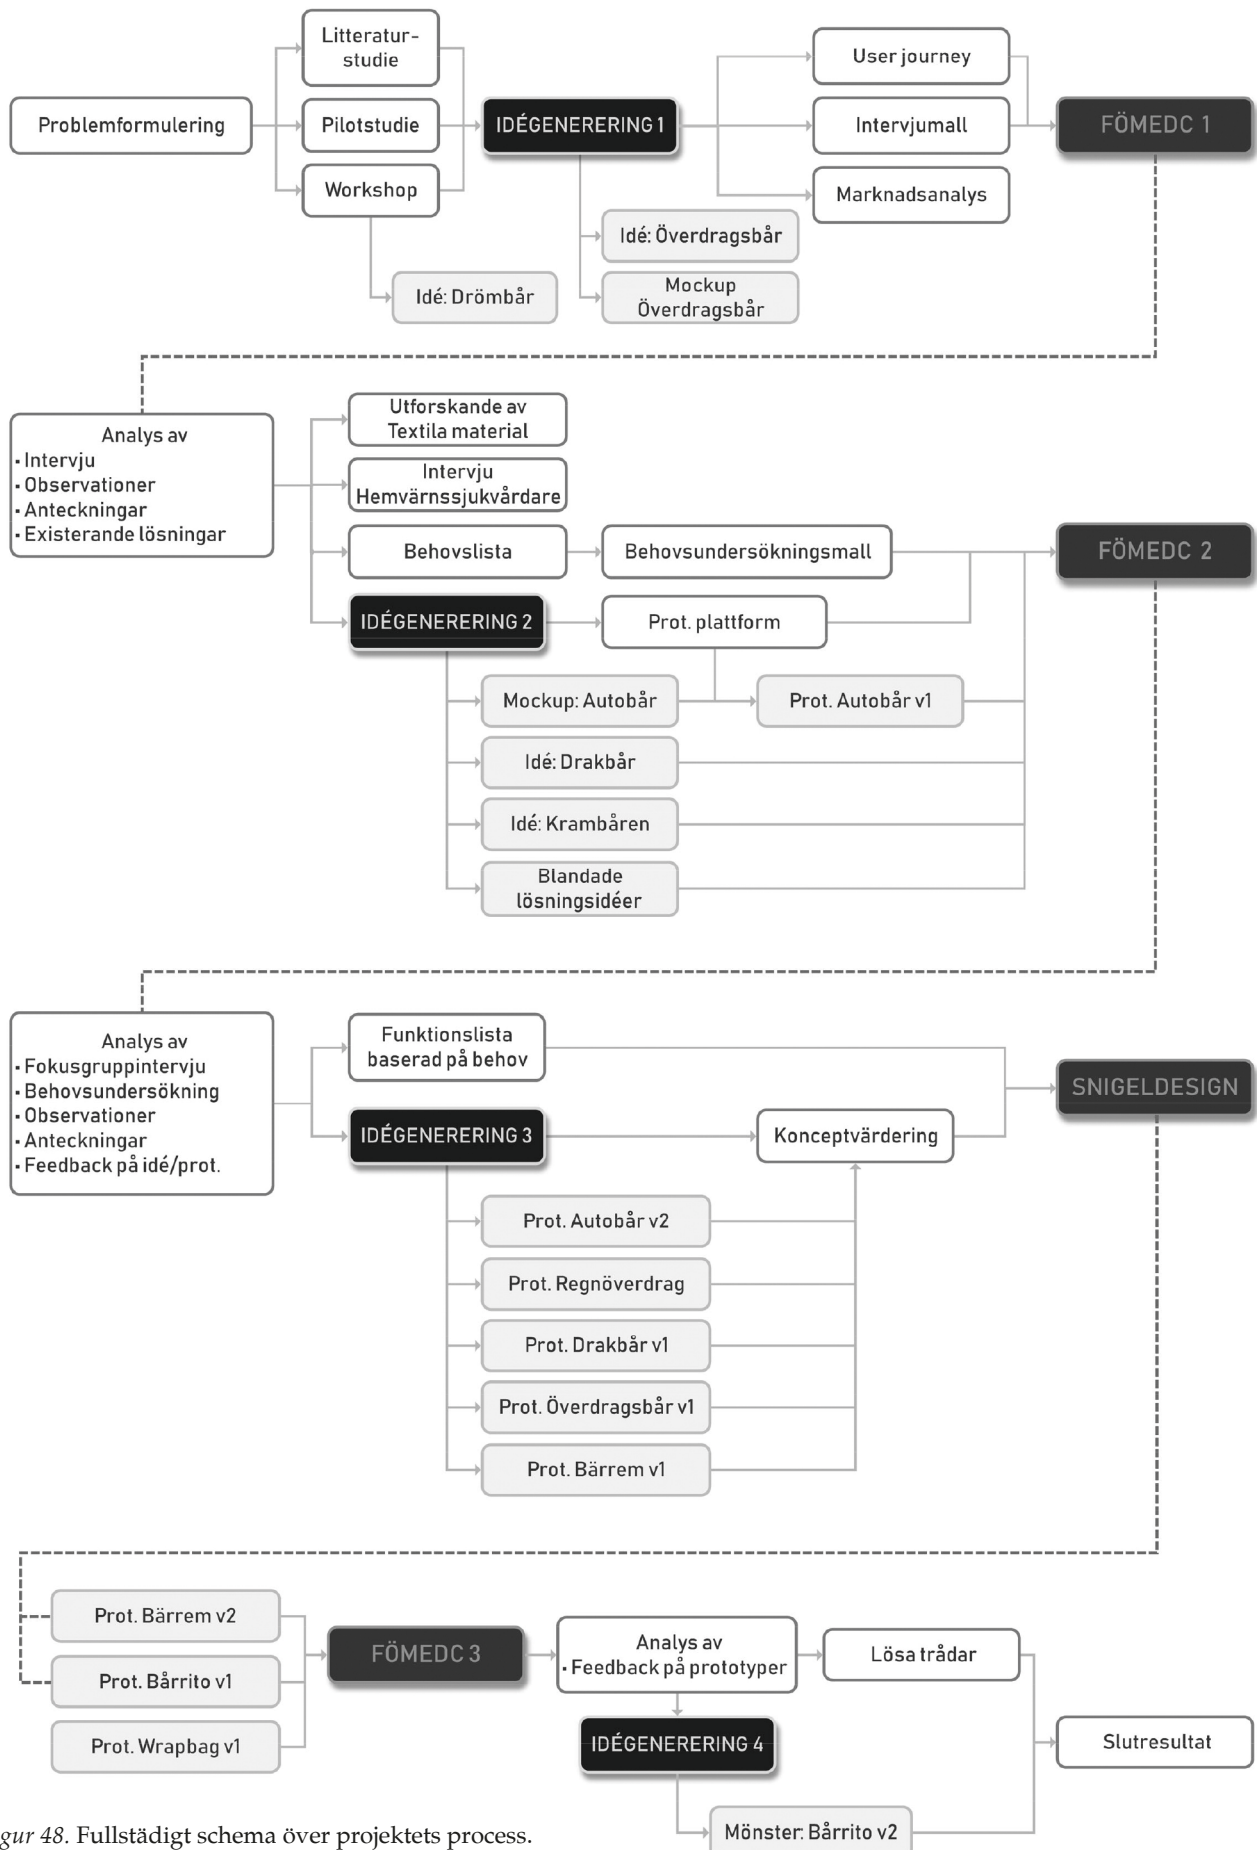 Litteratur-
studie
User journey
Problemformulering
Pilotstudie
IDÉGENERERING 1
Intervjumall
FÖMEDC 1
Workshop
Marknadsanalys
Idé: Överdragsbår
Idé: Drömbår
Mockup
Överdragsbår
Analys av
▪ Intervju
▪ Observationer
▪ Anteckningar
▪ Existerande lösningar
Utforskande av
Textila material
Intervju
Hemvärnssjukvårdare
Behovslista
Behovsundersökningsmall
FÖMEDC 2
IDÉGENERERING 2
Prot. plattform
Mockup: Autobår
Prot. Autobår v1
Idé: Drakbår
Idé: Krambåren
Blandade
lösningsidéer
Analys av
▪ Fokusgruppintervju
▪ Behovsundersökning
▪ Observationer
▪ Anteckningar
▪ Feedback på idé/prot.
Funktionslista
baserad på behov
SNIGELDESIGN
IDÉGENERERING 3
Konceptvärdering
Prot. Autobår v2
Prot. Regnöverdrag
Prot. Drakbår v1
Prot. Överdragsbår v1
Prot. Bärrem v1
Prot. Bärrem v2
Prot. Bårrito v1
Prot. Wrapbag v1
FÖMEDC 3
Analys av
▪ Feedback på prototyper
Lösa trådar
IDÉGENERERING 4
Slutresultat
Mönster: Bårrito v2
gur 48. Fullstädigt schema över projektets process.